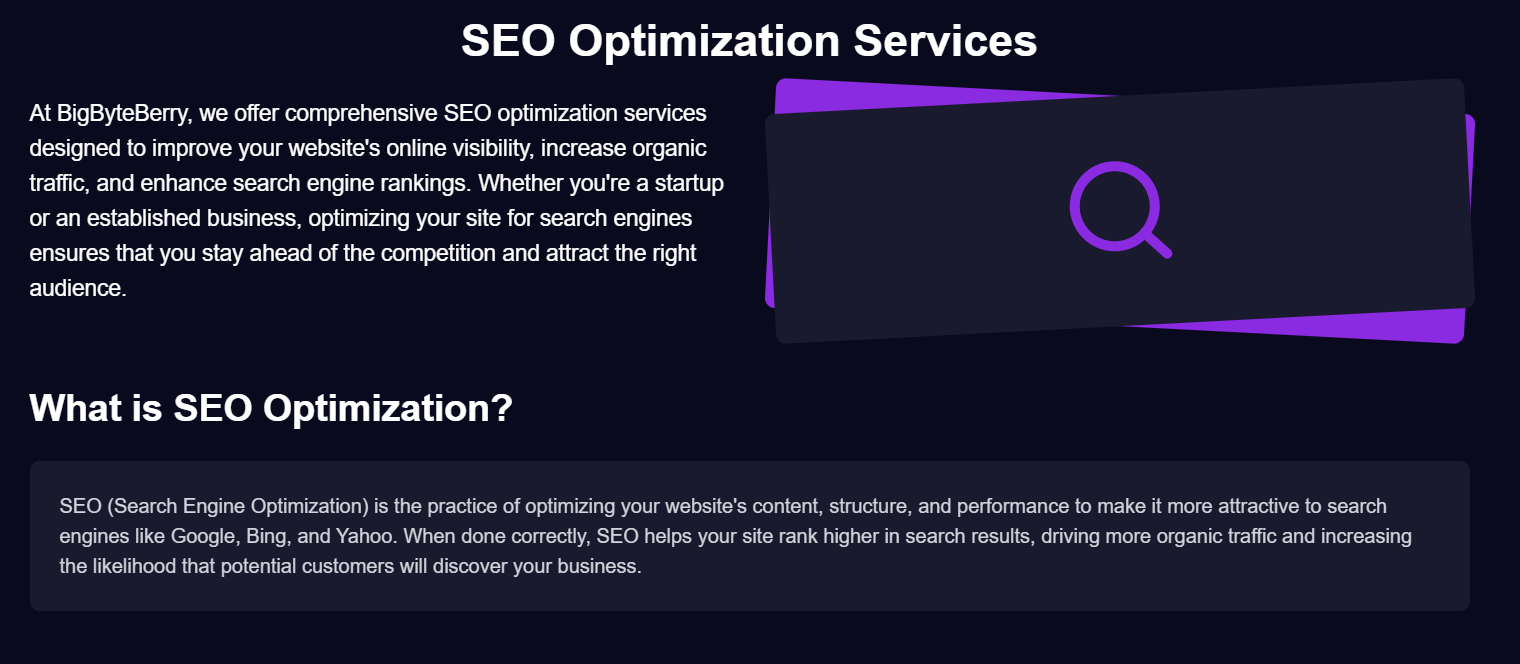 SEO Optimization Services
At BigByteBerry, we offer comprehensive SEO optimization services
designed to improve your website's online visibility, increase organic
traffic, and enhance search engine rankings. Whether you're a startup
or an established business, optimizing your site for search engines
ensures that you stay ahead of the competition and attract the right
audience.
What is SEO Optimization?
SEO (Search Engine Optimization) is the practice of optimizing your website's content, structure, and performance to make it more attractive to search
engines like Google, Bing, and Yahoo. When done correctly, SEO helps your site rank higher in search results, driving more organic traffic and increasing
the likelihood that potential customers will discover your business.